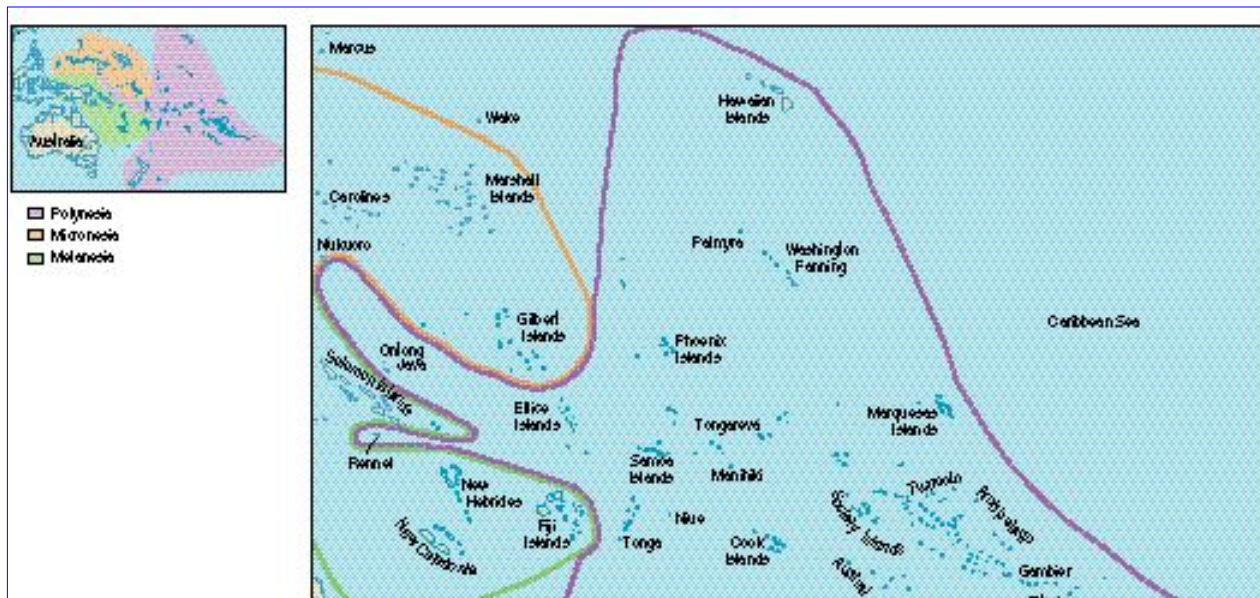 Australia
Polynesia
Micronesia
Melanesia
Marcus
Wake
Hawaiian
Islands
Carolines
Marshall
Islands
Nukuoro
Palmyra
Washington
Fanning
Gilbert
Islands
Caribbean Sea
Ontong
Java
Phoenix
Islands
Solomon Islands
Ellice
Islands
Tongareva
Marquesas
Islands
Rennel
Samoa
Islands
Manihiki
New
Hebrides
Fiji
Islands
Tonga
Niue
Cook
Islands
New Caledonia
Society Islands
Tuamotu
Archipelago
Austral
Gambier